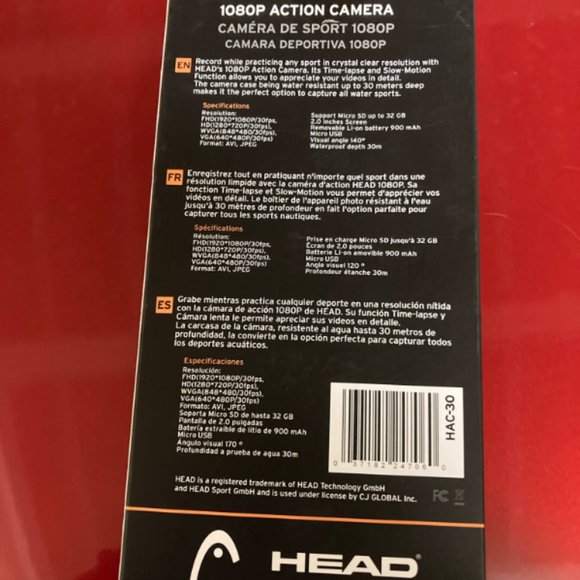 1080P ACTION CAMERA
CAMÉRA DE SPORT 1080P
CAMARA DEPORTIVA 1080P
EN
Record while practicing any sport in crystal clear resolution with
HEAD's 1080P Action Camera. Its Time-lapse and Slow-Motion
Function allows you to appreciate your videos in detail.
The camera case being water resistant up to 30 meters deep
makes it the perfect option to capture all water sports.
Specifications
Resolution:
FHD(1920*1080P/30fps,
HD(1280*720P/30fps),
WVGA(848*480/30fps)
VGA(640*480P/30fps)
Format: AVI, JPEG
Support Micro SD up to 32 GB
2.0 inches Screen
Removable Li-ion battery 900 mAh
Micro USB
Visual angle 140°
Waterproof depth 30m
FR
Enregistrez tout en pratiquant n'importe quel sport dans une
résolution limpide avec la caméra d'action HEAD 1080P. Sa
fonction Time-lapse et Slow-Motion vous permet d'apprécier vos
vidéos en détail. Le boîtier de l'appareil photo résistant à l'eau
jusqu'à 30 mètres de profondeur en fait l'option parfaite pour
capturer tous les sports nautiques.
Spécifications
Résolution:
FHD(1920*1080P/30fps,
HD(1280*720P/30fps),
WVGA(848*480/30fps)
VGA(640*480P/30fps)
Format: AVI, JPEG
Prise en charge Micro SD jusqu'à 32 GB
Écran de 2.0 pouces
Batterie Li-on amovible 900 mAh
Micro USB
Angle visuel 120 °
Profondeur étanche 30m
ES
Grabe mientras practica cualquier deporte en una resolución nítida
con la cámara de acción 1080P de HEAD. Su función Time-lapse y
Cámara lenta le permite apreciar sus videos en detalle.
La carcasa de la cámara, resistente al agua hasta 30 metros de
profundidad, la convierte en la opción perfecta para capturar todos
los deportes acuáticos.
Especificaciones
Resolución:
FHD(1920*1080P/30fps,
HD(1280*720P/30fps),
WVGA(848*480/30fps)
VGA(640*480P/30fps)
Formato: AVI, JPEG
Soporta Micro SD de hasta 32 GB
Pantalla de 2.0 pulgadas
Batería extraíble de litio de 900 mAh
Micro USB
Ángulo visual 170 °
Profundidad a prueba de agua 30m
0 37182 24706 0
HAC-30
HEAD is a registered trademark of HEAD Technology GmbH
and HEAD Sport GmbH and is used under license by CJ GLOBAL Inc.
FC
HEAD